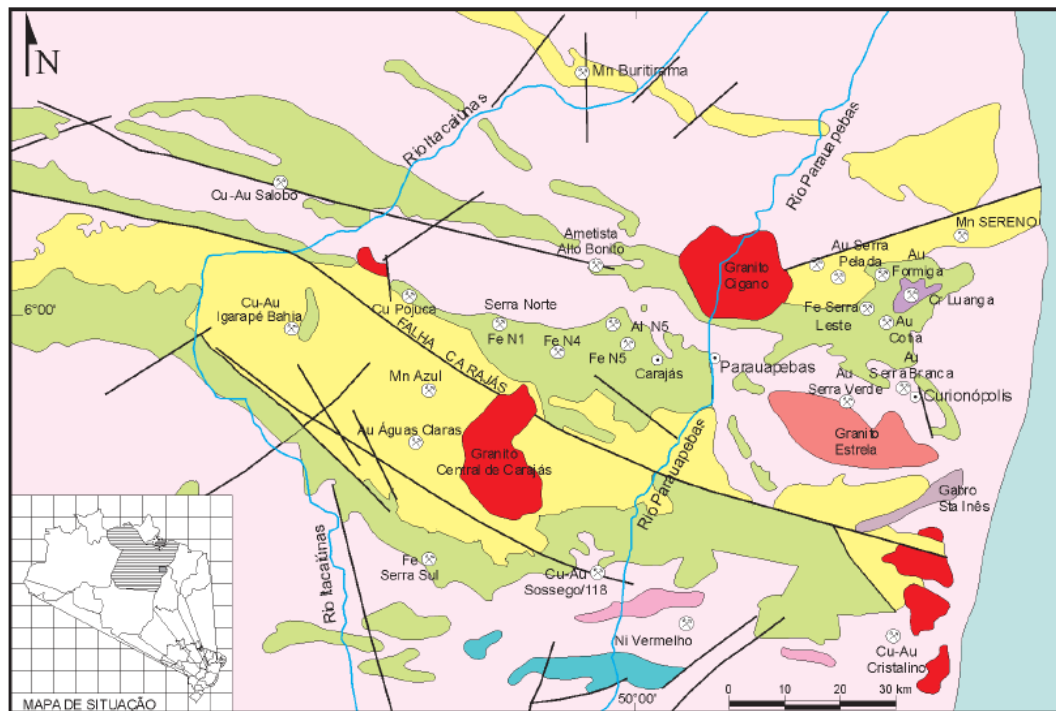 N
Mn Buritirama
Rio Itacaiúnas
Rio Parauapebas
Cu-Au Salobo
Ametista
Alto Bonito
Granito
Cigano
Mn SERENO
Au Serra
Pelada
Au
Formiga
Cr Luanga
Fe Serra
Leste
Au
Cotia
6°00'
Cu-Au
Igarapé Bahia
Cu Pojuca
Serra Norte
Fe N1
Fe N4
Al N5
Fe N5
Carajás
Parauapebas
FALHA CARAJÁS
Au
Serra Branca
Au
Serra Verde
Curionópolis
Mn Azul
Au Águas Claras
Granito
Central de Carajás
Granito
Estrela
Rio Parauapebas
Gabro
Sta Inês
Fe
Serra Sul
Cu-Au
Sossego/118
Rio Itacaiunas
Ni Vermelho
Cu-Au
Cristalino
50°00'
0 10 20 30 km
MAPA DE SITUAÇÃO